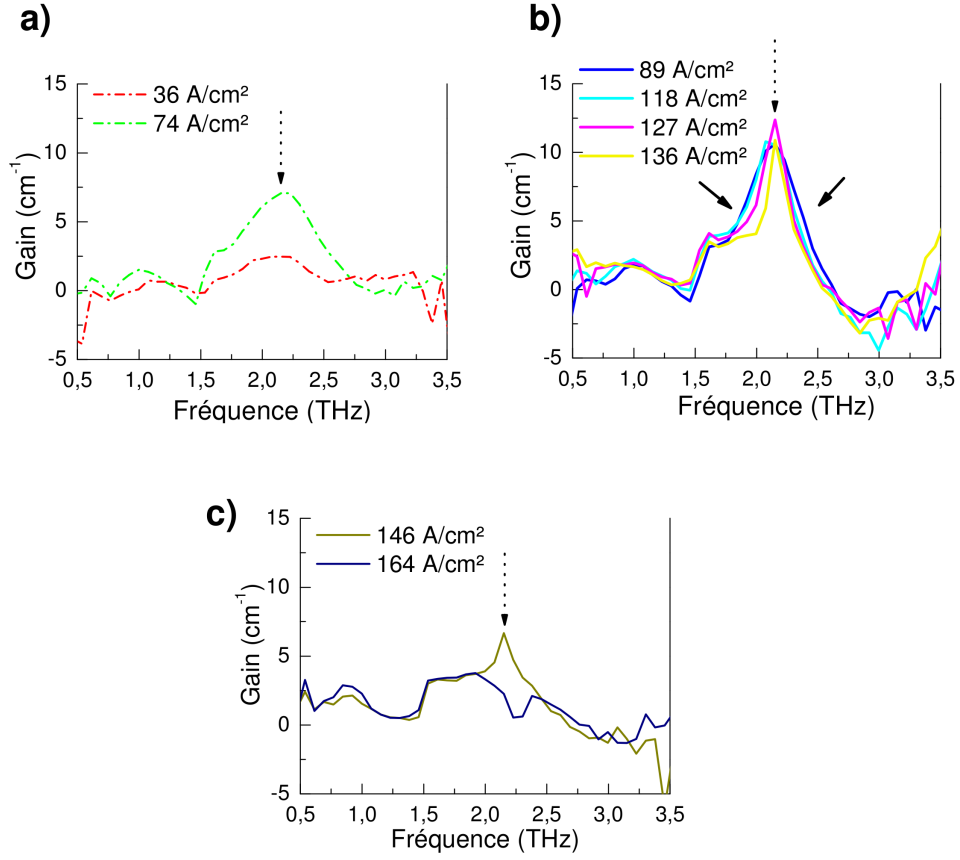 a)
15
10
5
0
-5
Gain (cm⁻¹)
36 A/cm²
74 A/cm²
0,5 1,0 1,5 2,0 2,5 3,0 3,5
Fréquence (THz)
b)
15
10
5
0
-5
Gain (cm⁻¹)
89 A/cm²
118 A/cm²
127 A/cm²
136 A/cm²
0,5 1,0 1,5 2,0 2,5 3,0 3,5
Fréquence (THz)
c)
15
10
5
0
-5
Gain (cm⁻¹)
146 A/cm²
164 A/cm²
0,5 1,0 1,5 2,0 2,5 3,0 3,5
Fréquence (THz)